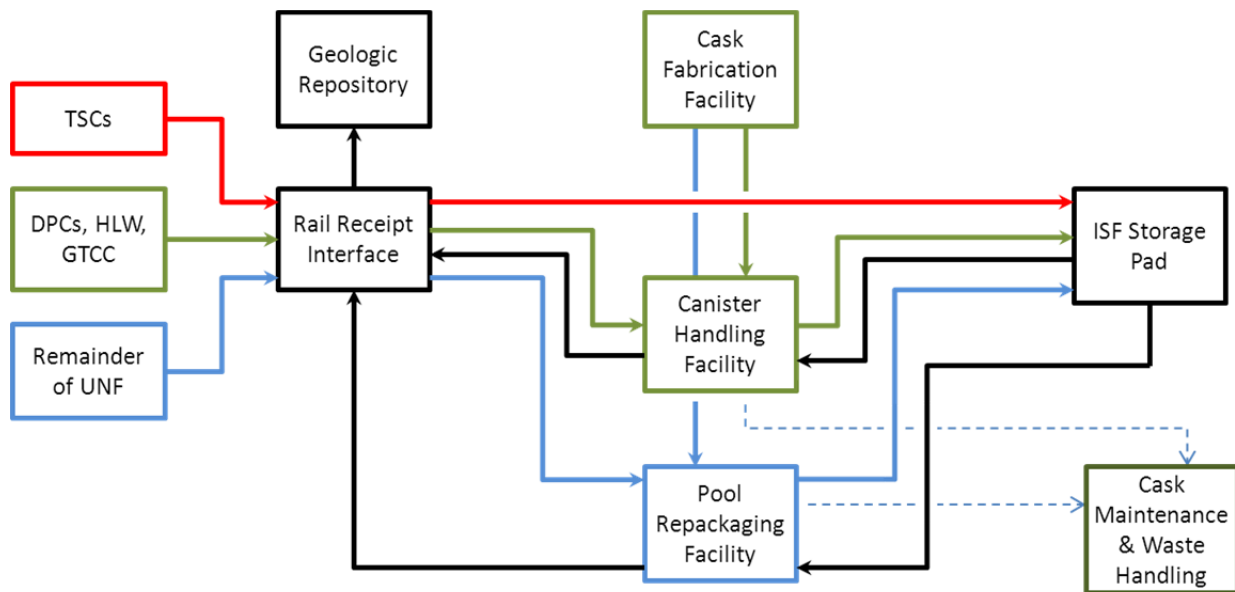 Geologic
Repository
Cask
Fabrication
Facility
TSCs
DPCs, HLW,
GTCC
Rail Receipt
Interface
ISF Storage
Pad
Canister
Handling
Facility
Remainder
of UNF
Pool
Repackaging
Facility
Cask
Maintenance
& Waste
Handling